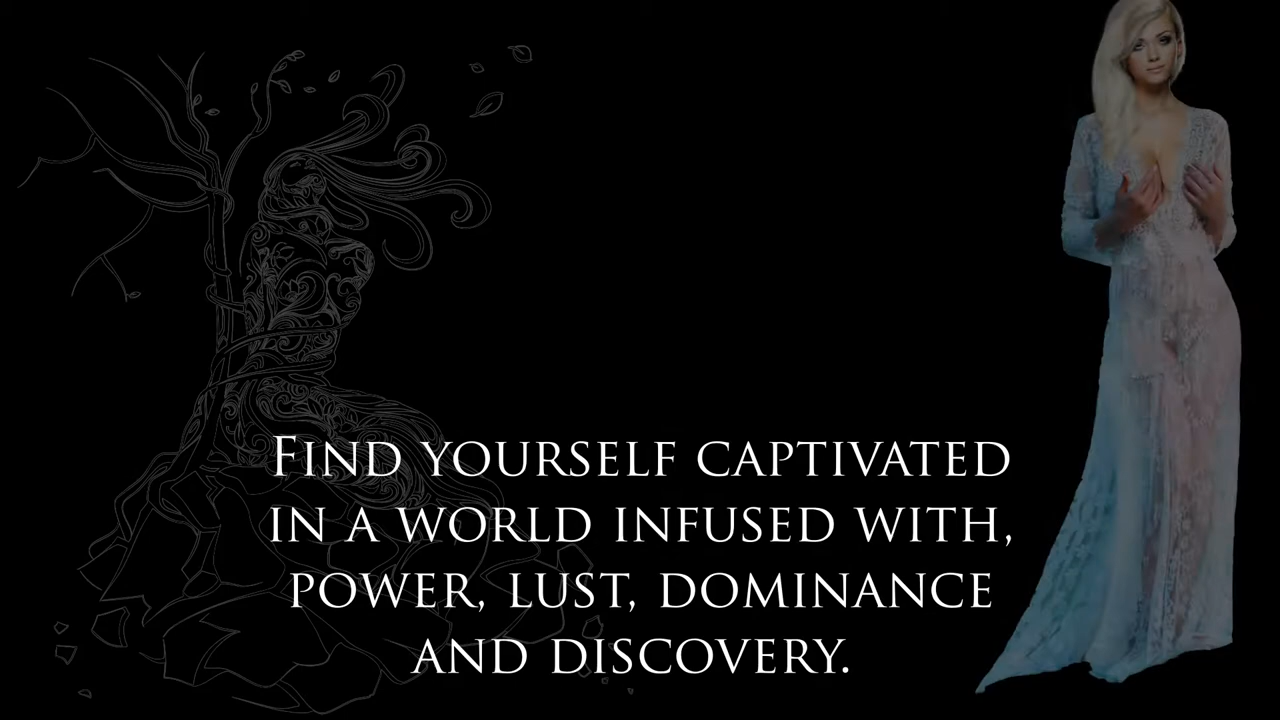 Find yourself captivated
in a world infused with,
power, lust, dominance
and discovery.